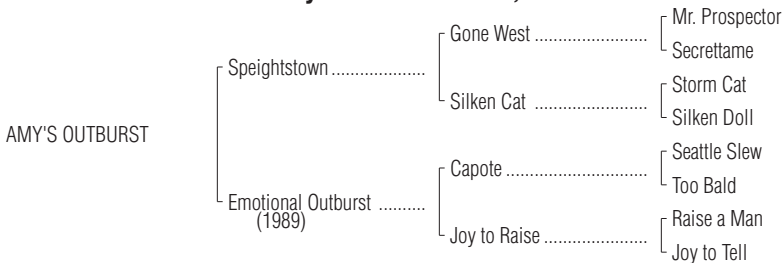 Mr. Prospector
Gone West ........................
Secrettame
Speightstown.....................
Storm Cat
Silken Cat ........................
Silken Doll
AMY'S OUTBURST
Seattle Slew
Capote ..............................
Too Bald
Emotional Outburst ..........
(1989)
Raise a Man
Joy to Raise ......................
Joy to Tell